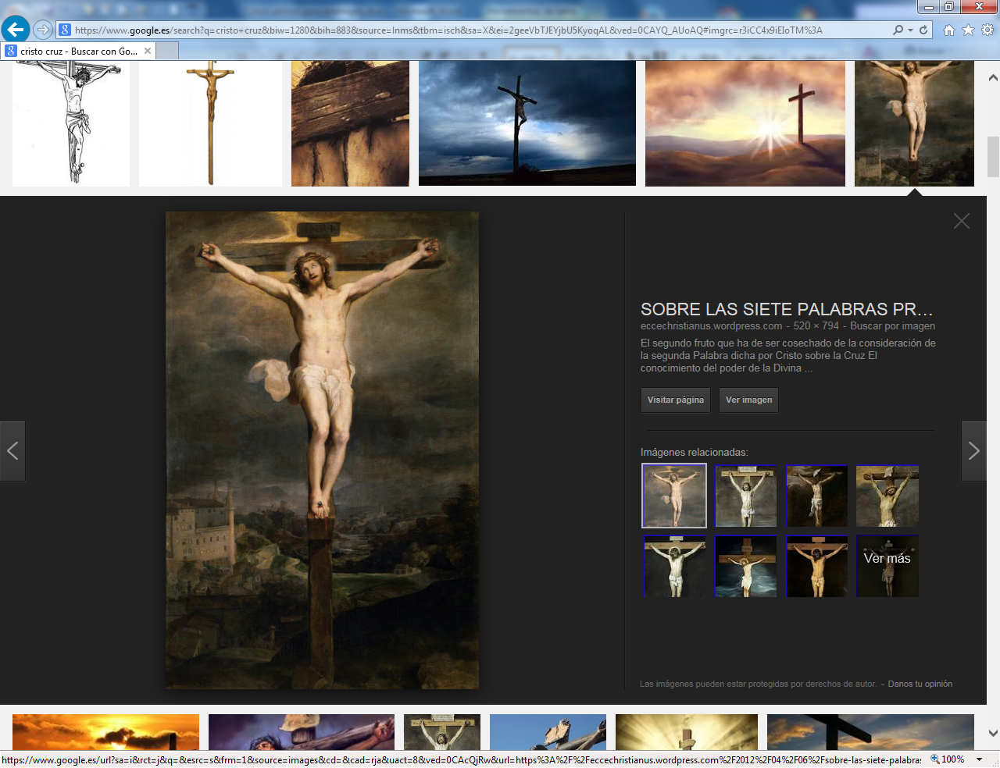 https://www.google.es/search?q=cristo+cruz&biw=1280&bih=883&source=lnms&tbm=isch&sa=X&ei=2geeVbTJEYjbU5KyoqAL&ved=0CAYQ_AUoAQ#imgrc=r3iCC4x9iEIoTM%3A
cristo cruz - Buscar con Go...
SOBRE LAS SIETE PALABRAS PR...
eccechristianus.wordpress.com - 520 × 794 - Buscar por imagen
El segundo fruto que ha de ser cosechado de la consideración de
la segunda Palabra dicha por Cristo sobre la Cruz El
conocimiento del poder de la Divina ...
Visitar página Ver imagen
Imágenes relacionadas:
Ver más
Las imágenes pueden estar protegidas por derechos de autor. - Danos tu opinión
https://www.google.es/url?sa=i&rct=j&q=&esrc=s&frm=1&source=images&cd=&cad=rja&uact=8&ved=0CAcQjRw&url=https%3A%2F%2Feccechristianus.wordpress.com%2F2012%2F04%2F06%2Fsobre-las-siete-palabras
100%